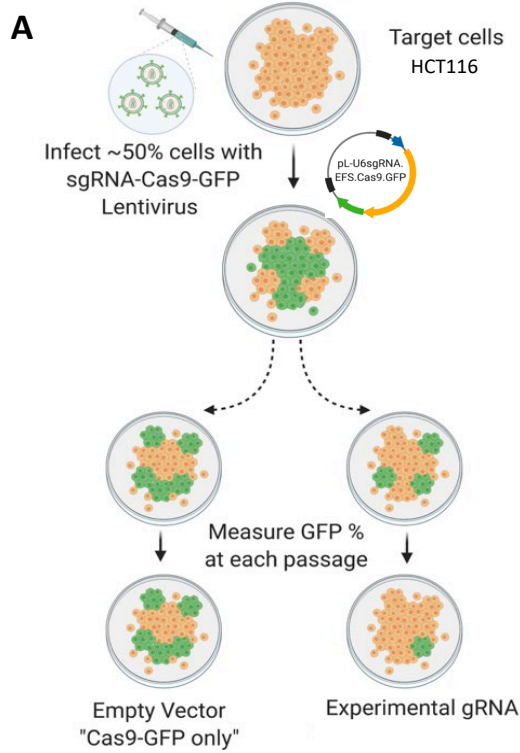 A
Target cells
HCT116
Infect ~50% cells with
sgRNA-Cas9-GFP
Lentivirus
pL-U6sgRNA.
EFS.Cas9.GFP
Measure GFP %
at each passage
Empty Vector
"Cas9-GFP only"
Experimental gRNA